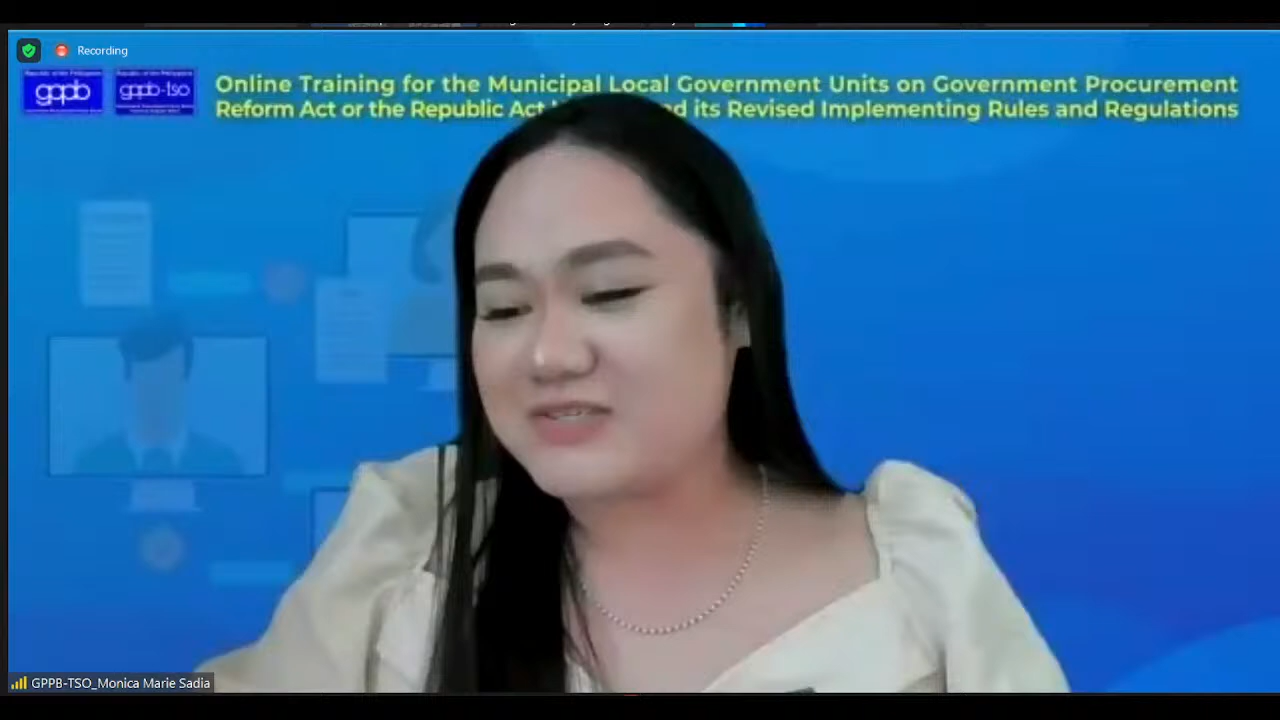 Recording
gppb
gppb-tso
Online Training for the Municipal Local Government Units on Government Procurement
Reform Act or the Republic Act
d its Revised Implementing Rules and Regulations
GPPB-TSO_Monica Marie Sadia